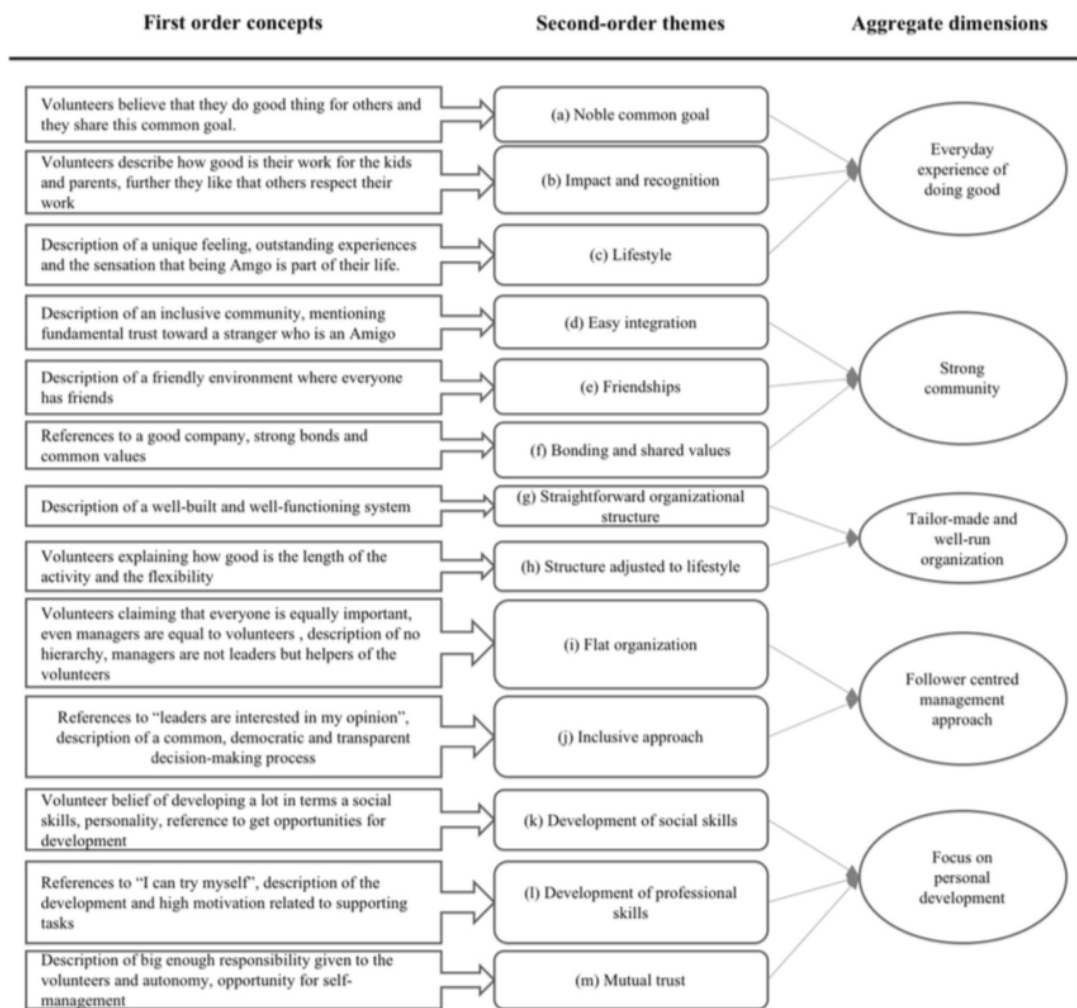 First order concepts
Second-order themes
Aggregate dimensions
Volunteers believe that they do good thing for others and
they share this common goal.
(a) Noble common goal
Volunteers describe how good is their work for the kids
and parents, further they like that others respect their
work
(b) Impact and recognition
Everyday
experience of
doing good
Description of a unique feeling, outstanding experiences
and the sensation that being Amgo is part of their life.
(c) Lifestyle
Description of an inclusive community, mentioning
fundamental trust toward a stranger who is an Amigo
(d) Easy integration
Description of a friendly environment where everyone
has friends
(e) Friendships
Strong
community
References to a good company, strong bonds and
common values
(f) Bonding and shared values
Description of a well-built and well-functioning system
(g) Straightforward organizational
structure
Tailor-made and
well-run
organization
Volunteers explaining how good is the length of the
activity and the flexibility
(h) Structure adjusted to lifestyle
Volunteers claiming that everyone is equally important,
even managers are equal to volunteers , description of no
hierarchy, managers are not leaders but helpers of the
volunteers
(i) Flat organization
Follower centred
management
approach
References to “leaders are interested in my opinion”,
description of a common, democratic and transparent
decision-making process
(j) Inclusive approach
Volunteer belief of developing a lot in terms a social
skills, personality, reference to get opportunities for
development
(k) Development of social skills
Focus on
personal
development
References to “I can try myself”, description of the
development and high motivation related to supporting
tasks
(l) Development of professional
skills
Description of big enough responsibility given to the
volunteers and autonomy, opportunity for self-
management
(m) Mutual trust